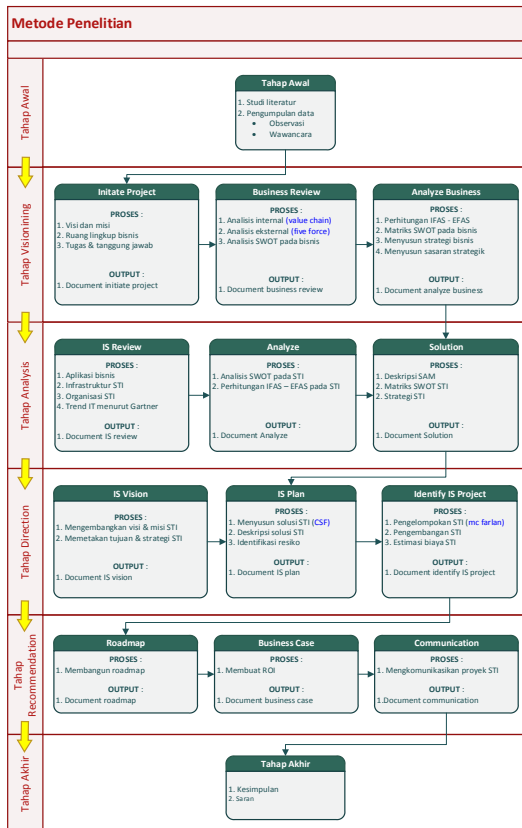 Metode Penelitian
Tahap Awal
Tahap Awal
1. Studi literatur
2. Pengumpulan data
• Observasi
• Wawancara
Tahap Visionning
Initate Project
PROSES :
1. Visi dan misi
2. Ruang lingkup bisnis
3. Tugas & tanggung jawab
OUTPUT :
1. Document initiate project
Business Review
PROSES :
1. Analisis internal (value chain)
2. Analisis eksternal (five force)
3. Analisis SWOT pada bisnis
OUTPUT :
1. Document business review
Analyze Business
PROSES :
1. Perhitungan IFAS - EFAS
2. Matriks SWOT pada bisnis
3. Menyusun strategi bisnis
4. Menyusun sasaran strategik
OUTPUT :
1. Document analyze business
Tahap Analysis
IS Review
PROSES :
1. Aplikasi bisnis
2. Infrastruktur STI
3. Organisasi STI
4. Trend IT menurut Gartner
OUTPUT :
1. Document IS review
Analyze
PROSES :
1. Analisis SWOT pada STI
2. Perhitungan IFAS – EFAS pada STI
OUTPUT :
1. Document Analyze
Solution
PROSES :
1. Deskripsi SAM
2. Matriks SWOT STI
2. Strategi STI
OUTPUT :
1. Document Solution
Tahap Direction
IS Vision
PROSES :
1. Mengembangkan visi & misi STI
2. Memetakan tujuan & strategi STI
OUTPUT :
1. Document IS vision
IS Plan
PROSES :
1. Menyusun solusi STI (CSF)
2. Deskripsi solusi STI
3. Identifikasi resiko
OUTPUT :
1. Document IS plan
Identify IS Project
PROSES :
1. Pengelompokan STI (mc farlan)
2. Pengembangan STI
3. Estimasi biaya STI
OUTPUT :
1. Document identify IS project
Tahap
Recommendation
Roadmap
PROSES :
1. Membangun roadmap
OUTPUT :
1. Document roadmap
Business Case
PROSES :
1. Membuat ROI
OUTPUT :
1. Document business case
Communication
PROSES :
1. Mengkomunikasikan proyek STI
OUTPUT :
1.Document communication
Tahap Akhir
Tahap Akhir
1. Kesimpulan
2. Saran